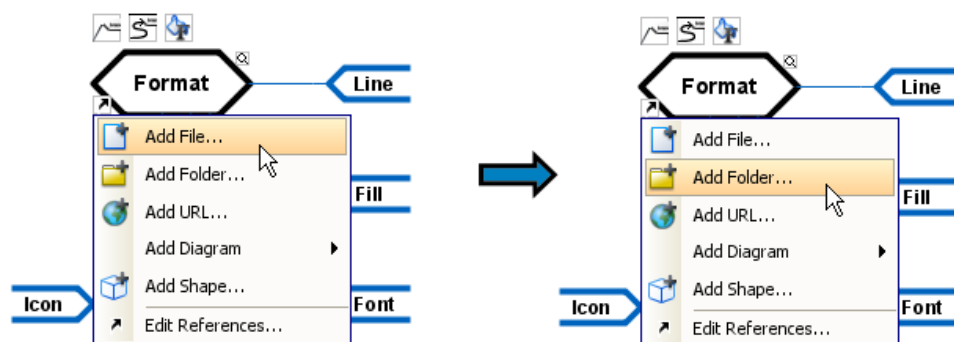 Format
Line
Add File...
Add Folder...
Fill
Add URL...
Add Diagram
Add Shape...
Icon
Font
Edit References...
Format
Line
Add File...
Add Folder...
Fill
Add URL...
Add Diagram
Add Shape...
Icon
Font
Edit References...